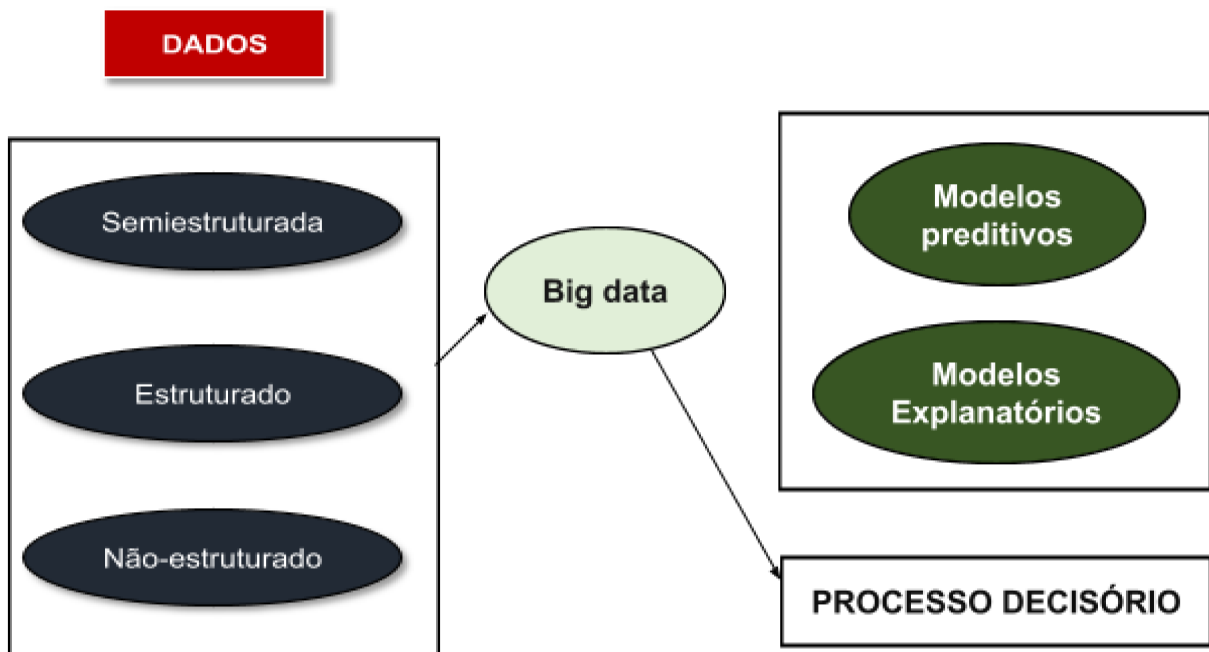 DADOS
Semiestruturada
Estruturado
Não-estruturado
Big data
Modelos
preditivos
Modelos
Explanatórios
PROCESSO DECISÓRIO